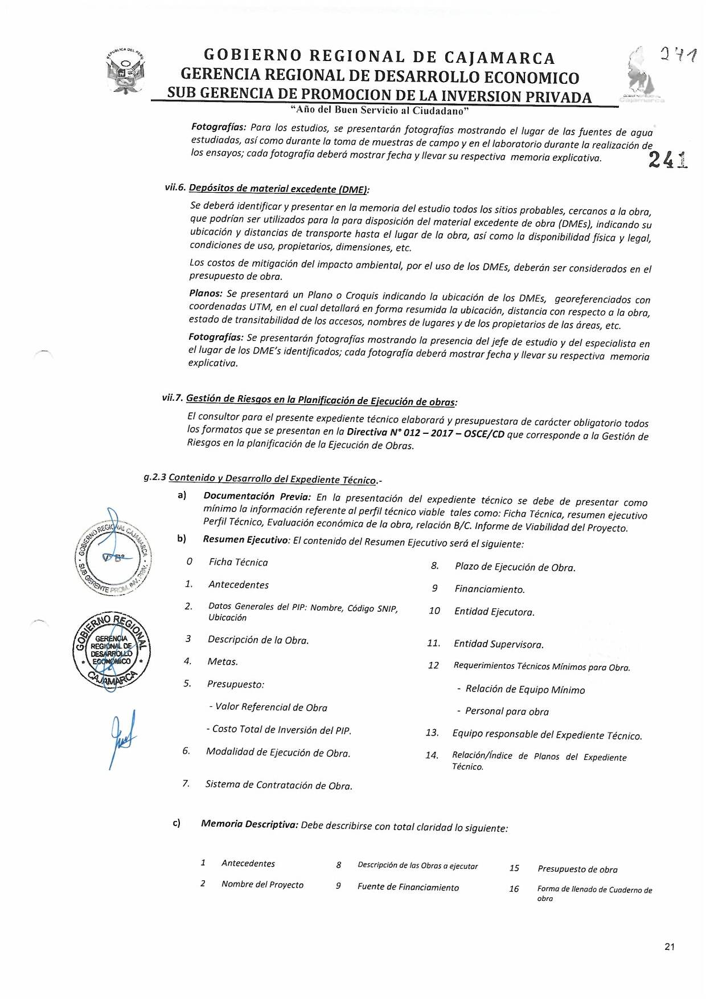 REPUBLICA DEL PERU
GOBIERNO REGIONAL DE CAJAMARCA
241
GERENCIA REGIONAL DE DESARROLLO ECONOMICO
SUB GERENCIA DE PROMOCION DE LA INVERSION PRIVADA
Cajamarca
“Año del Buen Servicio al Ciudadano”
Fotografías: Para los estudios, se presentarán fotografías mostrando el lugar de las fuentes de agua
estudiadas, así como durante la toma de muestras de campo y en el laboratorio durante la realización de
los ensayos; cada fotografía deberá mostrar fecha y llevar su respectiva memoria explicativa.
241
vii.6. Depósitos de material excedente (DME):
Se deberá identificar y presentar en la memoria del estudio todos los sitios probables, cercanos a la obra,
que podrían ser utilizados para la para disposición del material excedente de obra (DMEs), indicando su
ubicación y distancias de transporte hasta el lugar de la obra, así como la disponibilidad física y legal,
condiciones de uso, propietarios, dimensiones, etc.
Los costos de mitigación del impacto ambiental, por el uso de los DMEs, deberán ser considerados en el
presupuesto de obra.
Planos: Se presentará un Plano o Croquis indicando la ubicación de los DMEs, georeferenciados con
coordenadas UTM, en el cual detallará en forma resumida la ubicación, distancia con respecto a la obra,
estado de transitabilidad de los accesos, nombres de lugares y de los propietarios de las áreas, etc.
Fotografías: Se presentarán fotografías mostrando la presencia del jefe de estudio y del especialista en
el lugar de los DME’s identificados; cada fotografía deberá mostrar fecha y llevar su respectiva memoria
explicativa.
vii.7. Gestión de Riesgos en la Planificación de Ejecución de obras:
El consultor para el presente expediente técnico elaborará y presupuestara de carácter obligatorio todos
los formatos que se presentan en la Directiva N° 012 – 2017 – OSCE/CD que corresponde a la Gestión de
Riesgos en la planificación de la Ejecución de Obras.
g.2.3 Contenido y Desarrollo del Expediente Técnico.-
a) Documentación Previa: En la presentación del expediente técnico se debe de presentar como
mínimo la información referente al perfil técnico viable tales como: Ficha Técnica, resumen ejecutivo
Perfil Técnico, Evaluación económica de la obra, relación B/C. Informe de Viabilidad del Proyecto.
b) Resumen Ejecutivo: El contenido del Resumen Ejecutivo será el siguiente:
0 Ficha Técnica
1. Antecedentes
2. Datos Generales del PIP: Nombre, Código SNIP,
Ubicación
3 Descripción de la Obra.
4. Metas.
5. Presupuesto:
- Valor Referencial de Obra
- Costo Total de Inversión del PIP.
6. Modalidad de Ejecución de Obra.
7. Sistema de Contratación de Obra.
8. Plazo de Ejecución de Obra.
9 Financiamiento.
10 Entidad Ejecutora.
11. Entidad Supervisora.
12 Requerimientos Técnicos Mínimos para Obra.
- Relación de Equipo Mínimo
- Personal para obra
13. Equipo responsable del Expediente Técnico.
14. Relación/Índice de Planos del Expediente
Técnico.
GOBIERNO REGIONAL CAJAMARCA
V°B°
SUB GERENTE PROM. INV. PRIV.
GOBIERNO REGIONAL
GERENCIA
REGIONAL DE
DESARROLLO
ECONOMICO
CAJAMARCA
c) Memoria Descriptiva: Debe describirse con total claridad lo siguiente:
1 Antecedentes
2 Nombre del Proyecto
8 Descripción de las Obras a ejecutar
9 Fuente de Financiamiento
15 Presupuesto de obra
16 Forma de llenado de Cuaderno de
obra
21